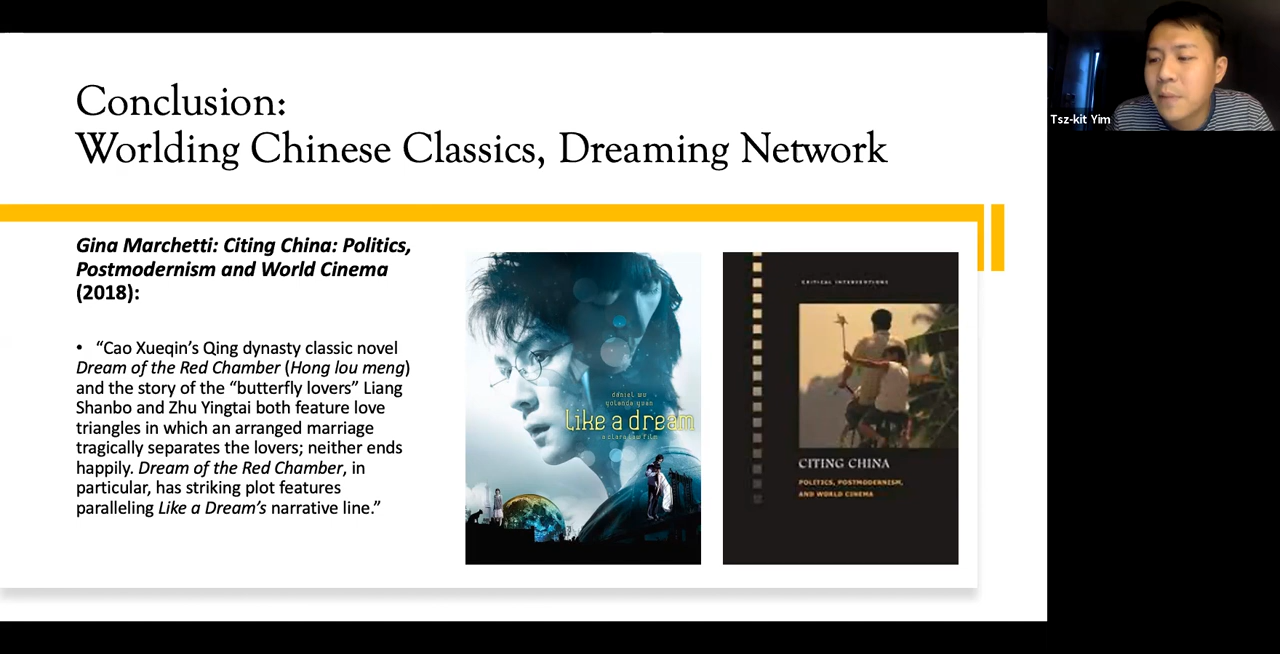 Conclusion:
Worlding Chinese Classics, Dreaming Network
Gina Marchetti: Citing China: Politics,
Postmodernism and World Cinema
(2018):
• “Cao Xueqin’s Qing dynasty classic novel
Dream of the Red Chamber (Hong lou meng)
and the story of the “butterfly lovers” Liang
Shanbo and Zhu Yingtai both feature love
triangles in which an arranged marriage
tragically separates the lovers; neither ends
happily. Dream of the Red Chamber, in
particular, has striking plot features
paralleling Like a Dream’s narrative line.”
daniel wu
yolanda yuan
like a dream
a clara law film
CRITICAL INTERVENTIONS
CITING CHINA
POLITICS, POSTMODERNISM,
AND WORLD CINEMA
Tsz-kit Yim